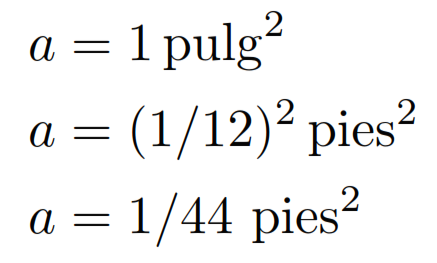 a = 1 pulg²
a = (1/12)² pies²
a = 1/44 pies²